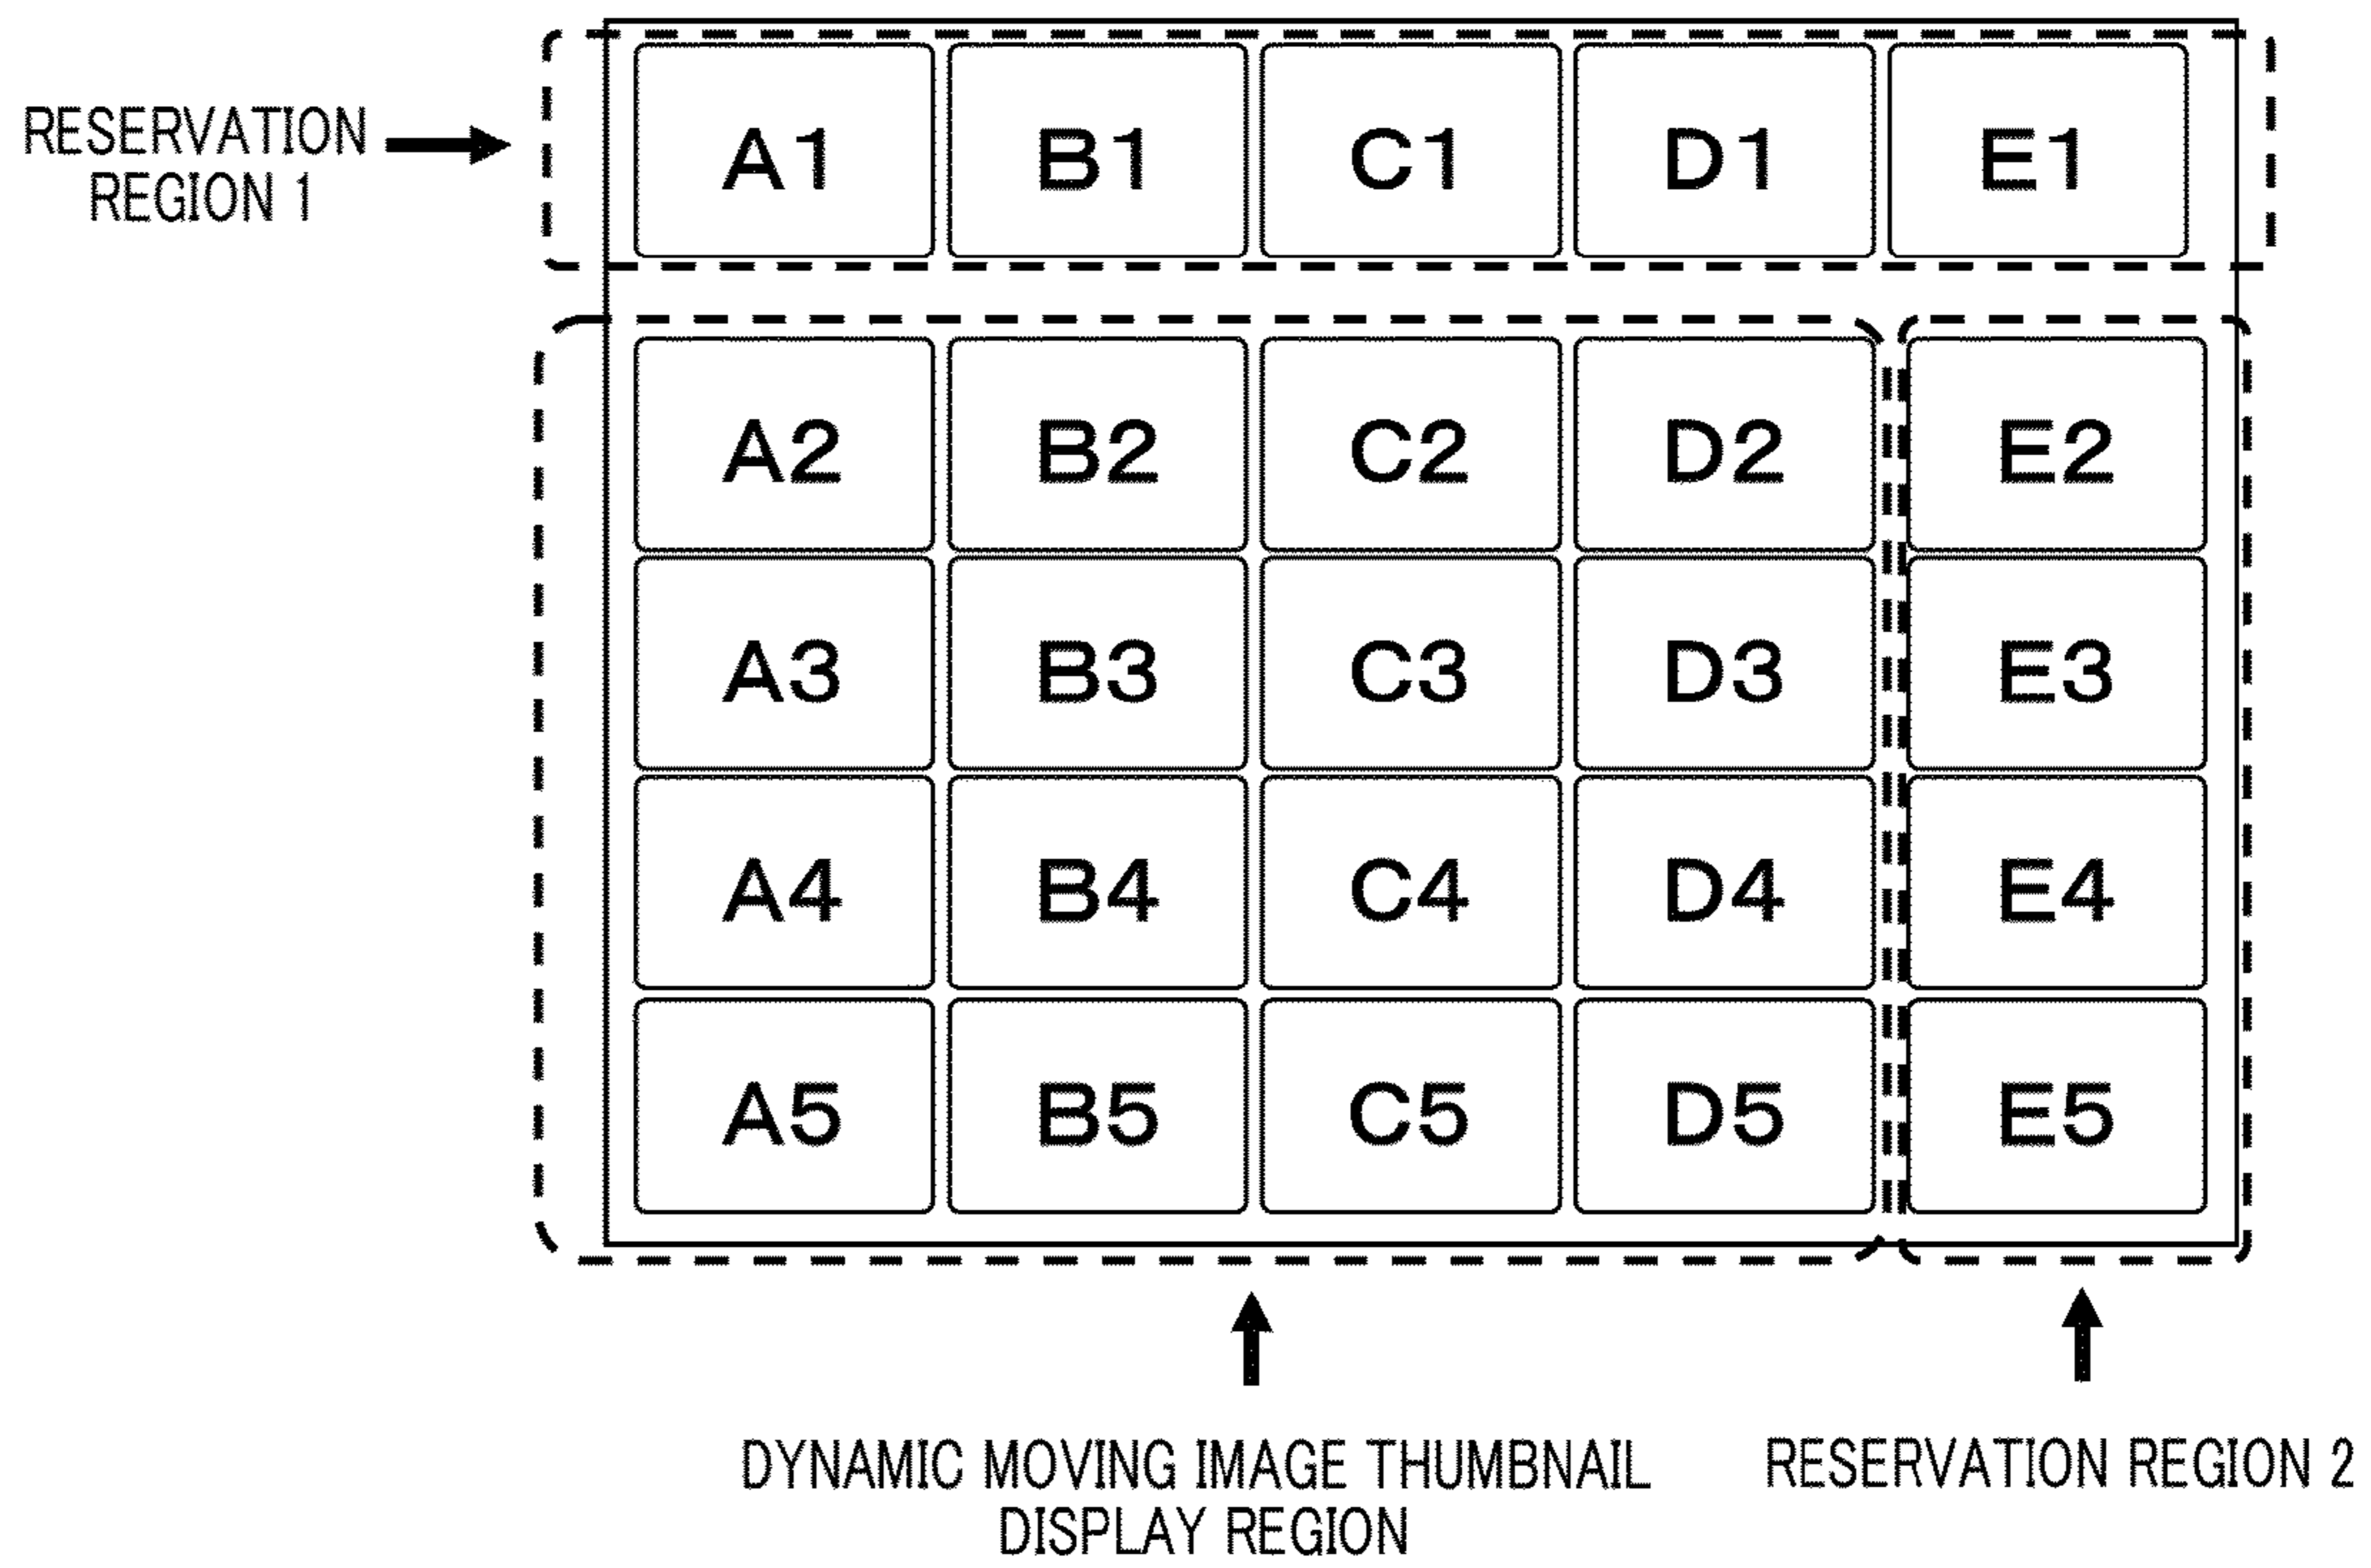 RESERVATION
REGION 1
A1 B1 C1 D1 E1
A2 B2 C2 D2 E2
A3 B3 C3 D3 E3
A4 B4 C4 D4 E4
A5 B5 C5 D5 E5
DYNAMIC MOVING IMAGE THUMBNAIL
DISPLAY REGION
RESERVATION REGION 2